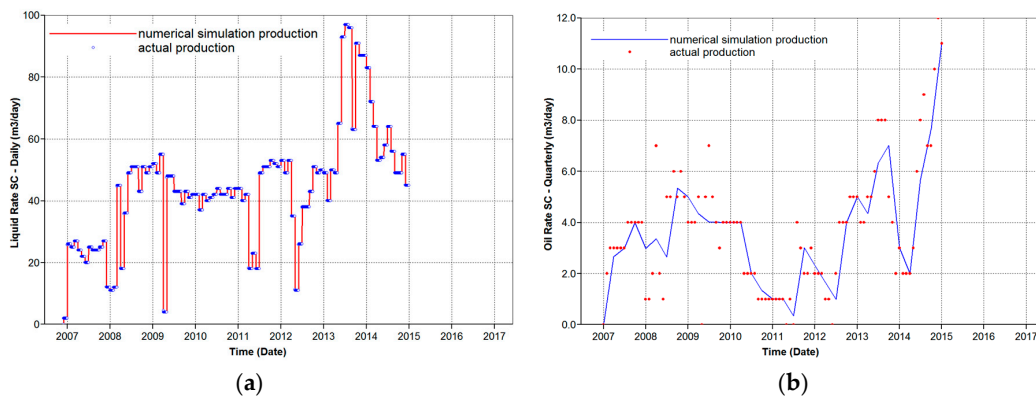 numerical simulation production
actual production
Liquid Rate SC - Daily (m3/day)
100
80
60
40
20
0
2007 2008 2009 2010 2011 2012 2013 2014 2015 2016 2017
Time (Date)
(a)
numerical simulation production
actual production
Oil Rate SC - Quarterly (m3/day)
12.0
10.0
8.0
6.0
4.0
2.0
0.0
2007 2008 2009 2010 2011 2012 2013 2014 2015 2016 2017
Time (Date)
(b)